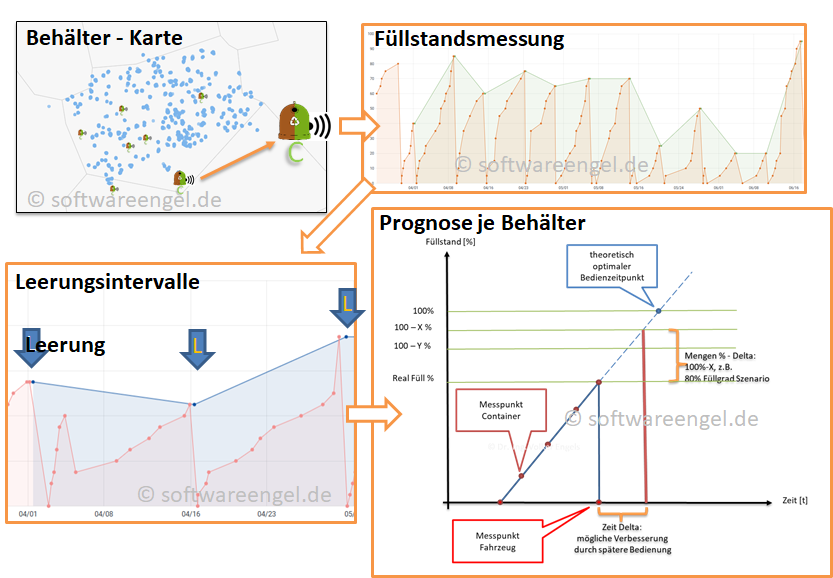 Behälter - Karte
C
© softwareengel.de
Füllstandsmessung
100
90
80
70
60
50
40
30
20
10
04/01
04/08
04/16
04/23
05/01
05/08
05/16
05/23
06/01
06/08
06/16
© softwareengel.de
Leerungsintervalle
L
L
Leerung
04/01
04/08
04/16
04/23
05/
© softwareengel.de
Prognose je Behälter
Füllstand [%]
theoretisch
optimaler
Bedienzeitpunkt
100%
100 – X %
100 – Y %
Real Füll %
Mengen % - Delta:
100%-X, z.B.
80% Füllgrad Szenario
Messpunkt
Container
© softwareengel.de
Zeit [t]
Messpunkt
Fahrzeug
Zeit Delta:
mögliche Verbesserung
durch spätere Bedienung